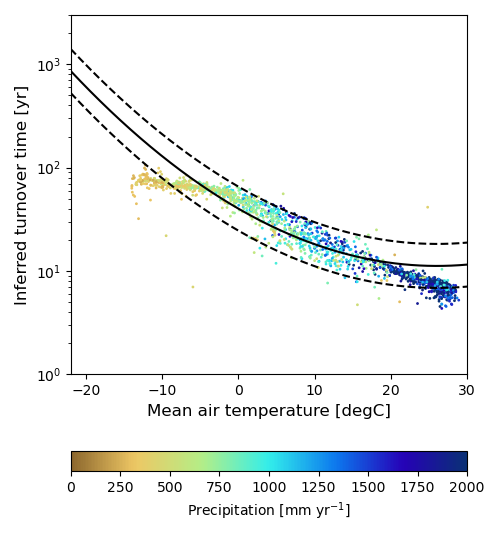 Inferred turnover time [yr]
10³
10²
10¹
10⁰
−20 −10 0 10 20 30
Mean air temperature [degC]
0 250 500 750 1000 1250 1500 1750 2000
Precipitation [mm yr⁻¹]